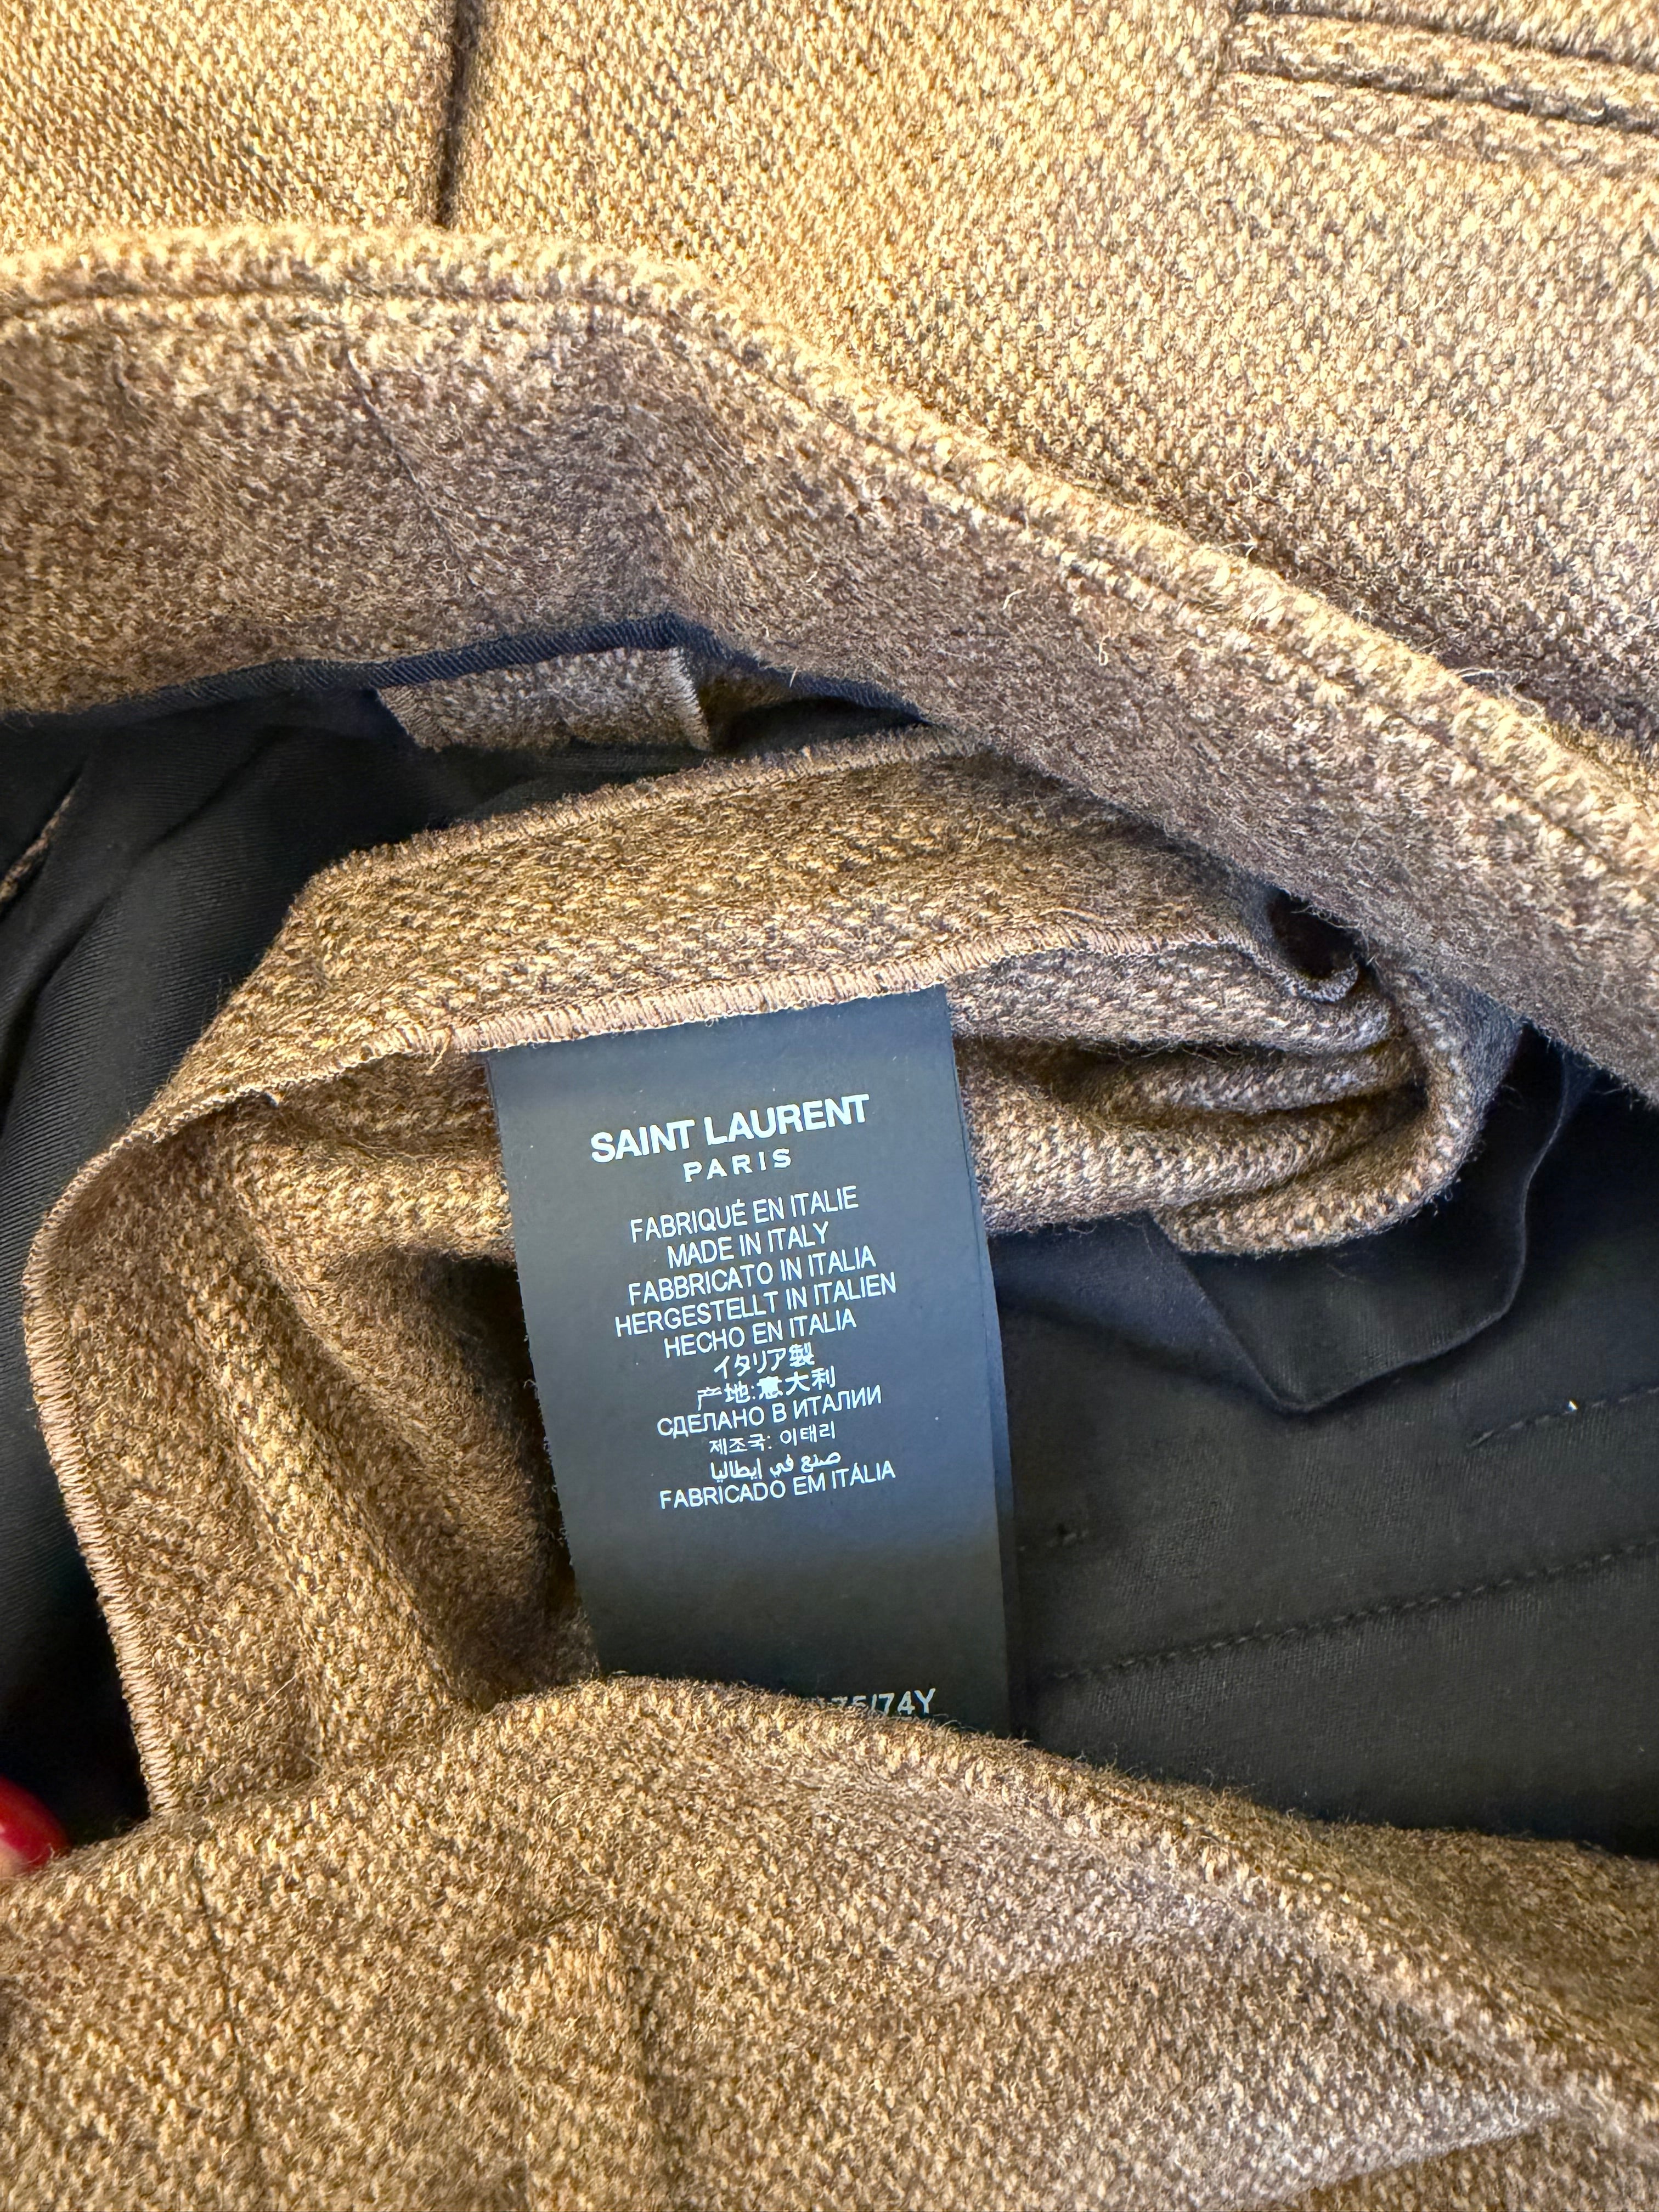 SAINT LAURENT
PARIS
FABRIQUÉ EN ITALIE
MADE IN ITALY
FABBRICATO IN ITALIA
HERGESTELLT IN ITALIEN
HECHO EN ITALIA
イタリア製
产地:意大利
СДЕЛАНО В ИТАЛИИ
제조국: 이태리
صنع في إيطاليا
FABRICADO EM ITÁLIA